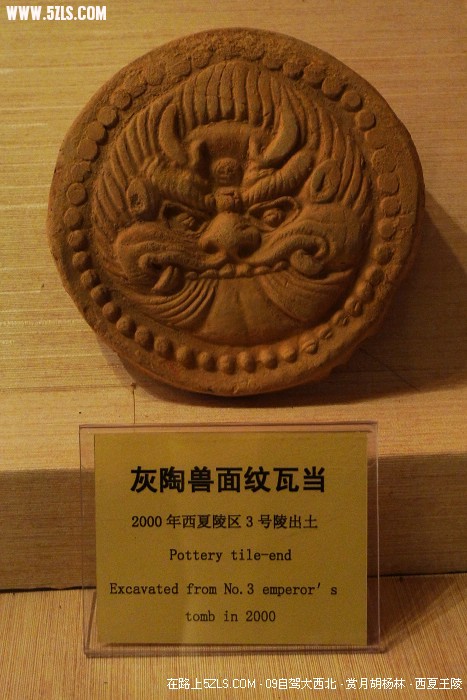 WWW.5ZLS.COM
灰陶兽面纹瓦当
2000年西夏陵区3号陵出土
Pottery tile-end
Excavated from No.3 emperor's
tomb in 2000
在路上5ZLS.COM - 09自驾大西北 - 赏月胡杨林 - 西夏王陵